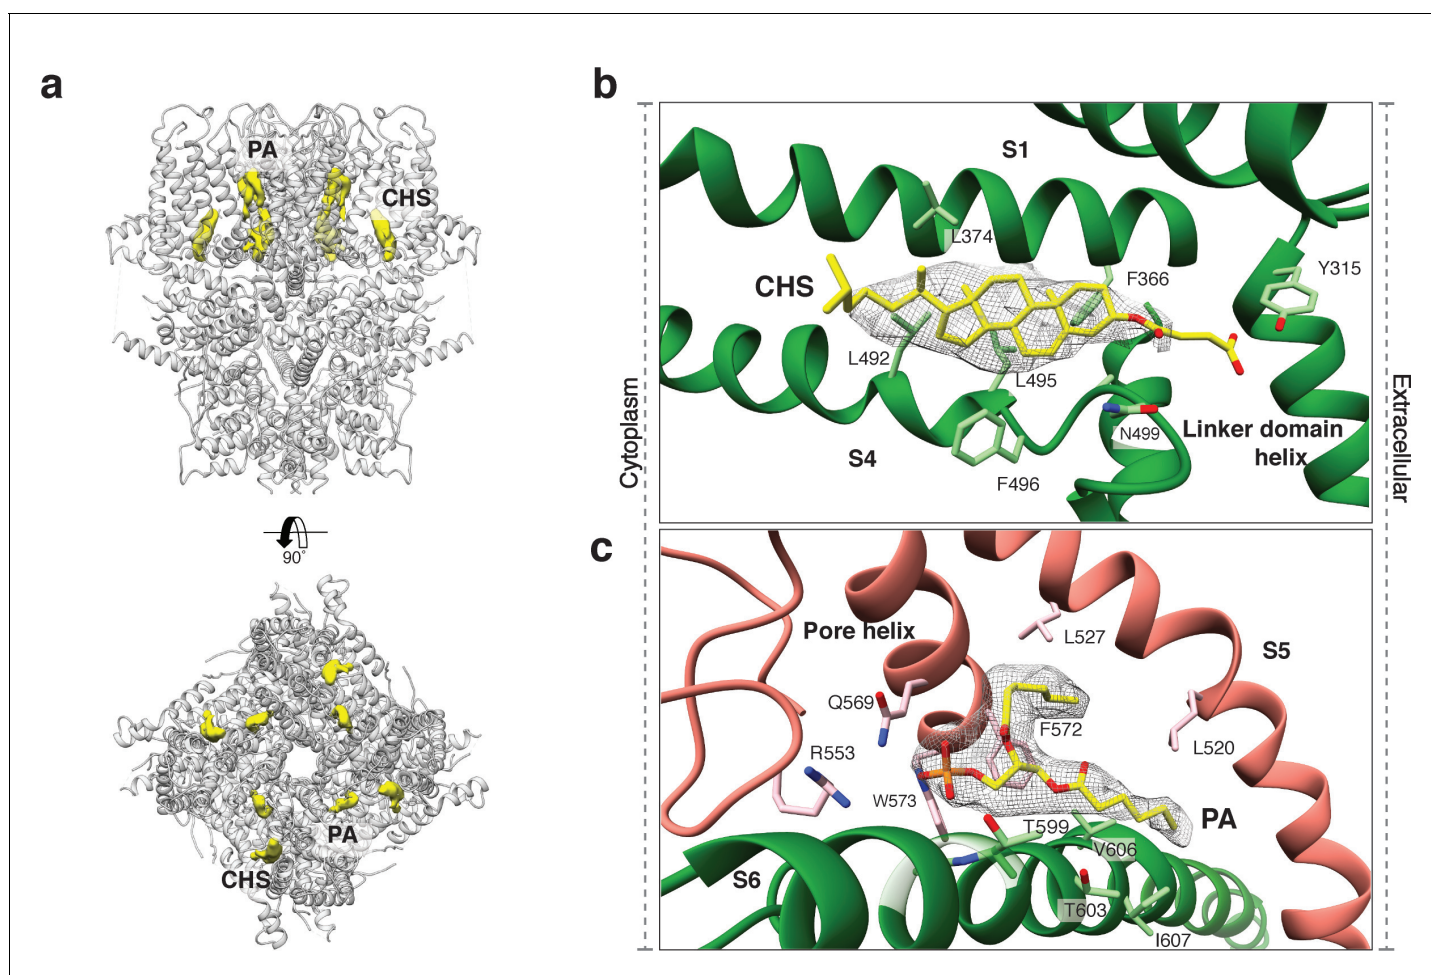 a
PA
CHS
90°
PA
CHS
b
S1
L374
CHS
F366
Y315
L492
L495
N499
Linker domain
helix
S4
F496
Cytoplasm
Extracellular
c
Pore helix
L527
S5
Q569
F572
L520
R553
W573
PA
T599
V606
S6
T603
I607